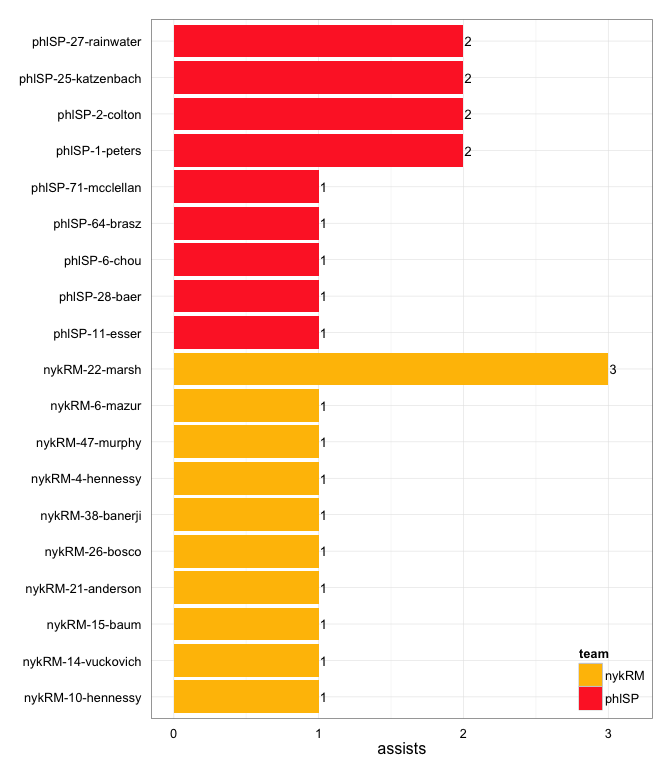 phlSP-27-rainwater 2
phlSP-25-katzenbach 2
phlSP-2-colton 2
phlSP-1-peters 2
phlSP-71-mcclellan 1
phlSP-64-brasz 1
phlSP-6-chou 1
phlSP-28-baer 1
phlSP-11-esser 1
nykRM-22-marsh 3
nykRM-6-mazur 1
nykRM-47-murphy 1
nykRM-4-hennessy 1
nykRM-38-banerji 1
nykRM-26-bosco 1
nykRM-21-anderson 1
nykRM-15-baum 1
nykRM-14-vuckovich 1
nykRM-10-hennessy 1
team
nykRM
phlSP
0 1 2 3
assists